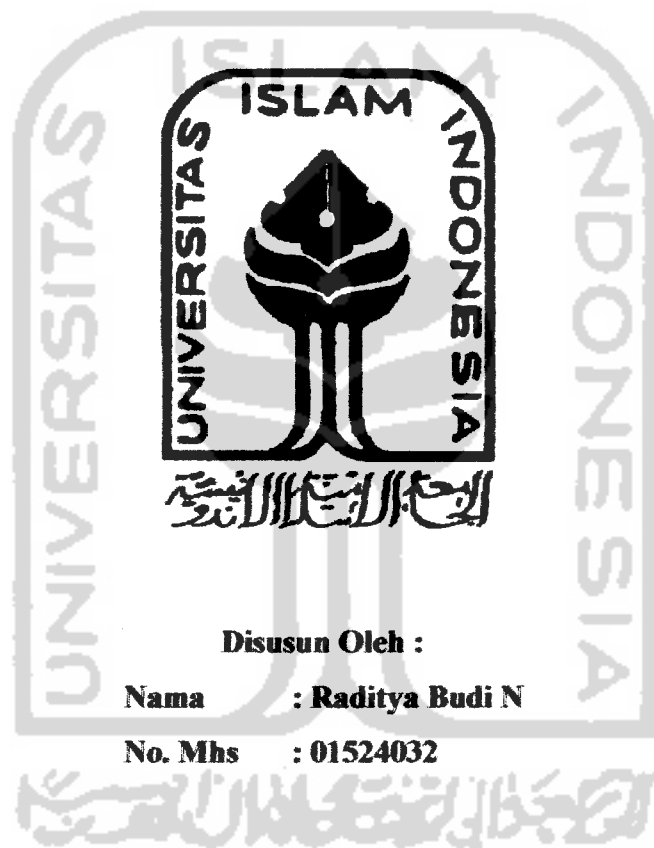 UNIVERSITAS ISLAM INDONESIA
Disusun Oleh :
Nama : Raditya Budi N
No. Mhs : 01524032